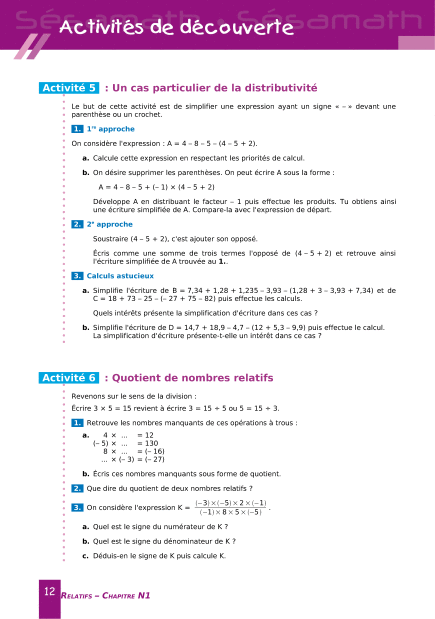 Sésamath • Sésamath
Activités de découverte
Activité 5 : Un cas particulier de la distributivité
Le but de cette activité est de simplifier une expression ayant un signe « – » devant une
parenthèse ou un crochet.
1. 1re approche
On considère l'expression : A = 4 – 8 – 5 – (4 – 5 + 2).
a. Calcule cette expression en respectant les priorités de calcul.
b. On désire supprimer les parenthèses. On peut écrire A sous la forme :
A = 4 – 8 – 5 + (– 1) × (4 – 5 + 2)
Développe A en distribuant le facteur – 1 puis effectue les produits. Tu obtiens ainsi
une écriture simplifiée de A. Compare-la avec l'expression de départ.
2. 2e approche
Soustraire (4 – 5 + 2), c'est ajouter son opposé.
Écris comme une somme de trois termes l'opposé de (4 – 5 + 2) et retrouve ainsi
l'écriture simplifiée de A trouvée au 1..
3. Calculs astucieux
a. Simplifie l'écriture de B = 7,34 + 1,28 + 1,235 – 3,93 – (1,28 + 3 – 3,93 + 7,34) et de
C = 18 + 73 – 25 – (– 27 + 75 – 82) puis effectue les calculs.
Quels intérêts présente la simplification d'écriture dans ces cas ?
b. Simplifie l'écriture de D = 14,7 + 18,9 – 4,7 – (12 + 5,3 – 9,9) puis effectue le calcul.
La simplification d'écriture présente-t-elle un intérêt dans ce cas ?
Activité 6 : Quotient de nombres relatifs
Revenons sur le sens de la division :
Écrire 3 × 5 = 15 revient à écrire 3 = 15 ÷ 5 ou 5 = 15 ÷ 3.
1. Retrouve les nombres manquants de ces opérations à trous :
a. 4 × ... = 12
(– 5) × ... = 130
8 × ... = (– 16)
... × (– 3) = (– 27)
b. Écris ces nombres manquants sous forme de quotient.
2. Que dire du quotient de deux nombres relatifs ?
3. On considère l'expression K = (−3)×(−5)×2×(−1) / (−1)×8×5×(−5) .
a. Quel est le signe du numérateur de K ?
b. Quel est le signe du dénominateur de K ?
c. Déduis-en le signe de K puis calcule K.
12 RELATIFS – CHAPITRE N1